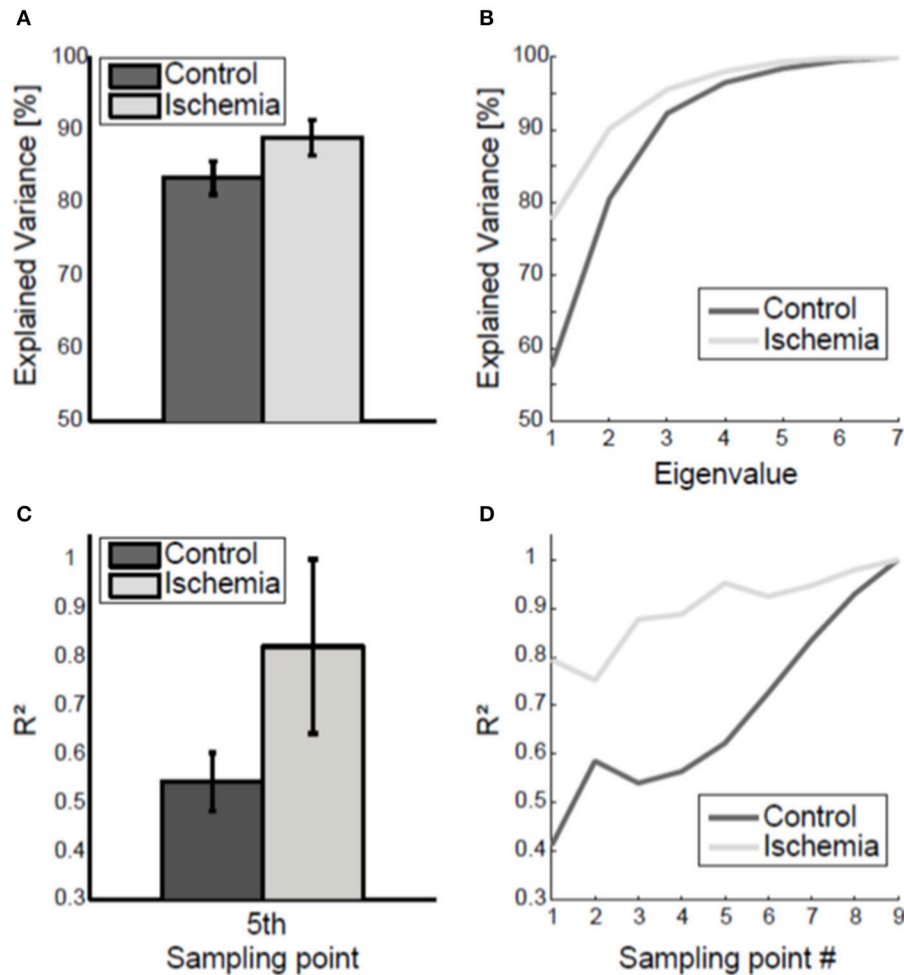 A
Explained Variance [%]
100
90
80
70
60
50
Control
Ischemia
B
Explained Variance [%]
100
90
80
70
60
50
Control
Ischemia
1 2 3 4 5 6 7
Eigenvalue
C
R²
1
0.9
0.8
0.7
0.6
0.5
0.4
0.3
Control
Ischemia
5th
Sampling point
D
R²
1
0.9
0.8
0.7
0.6
0.5
0.4
0.3
Control
Ischemia
1 2 3 4 5 6 7 8 9
Sampling point #